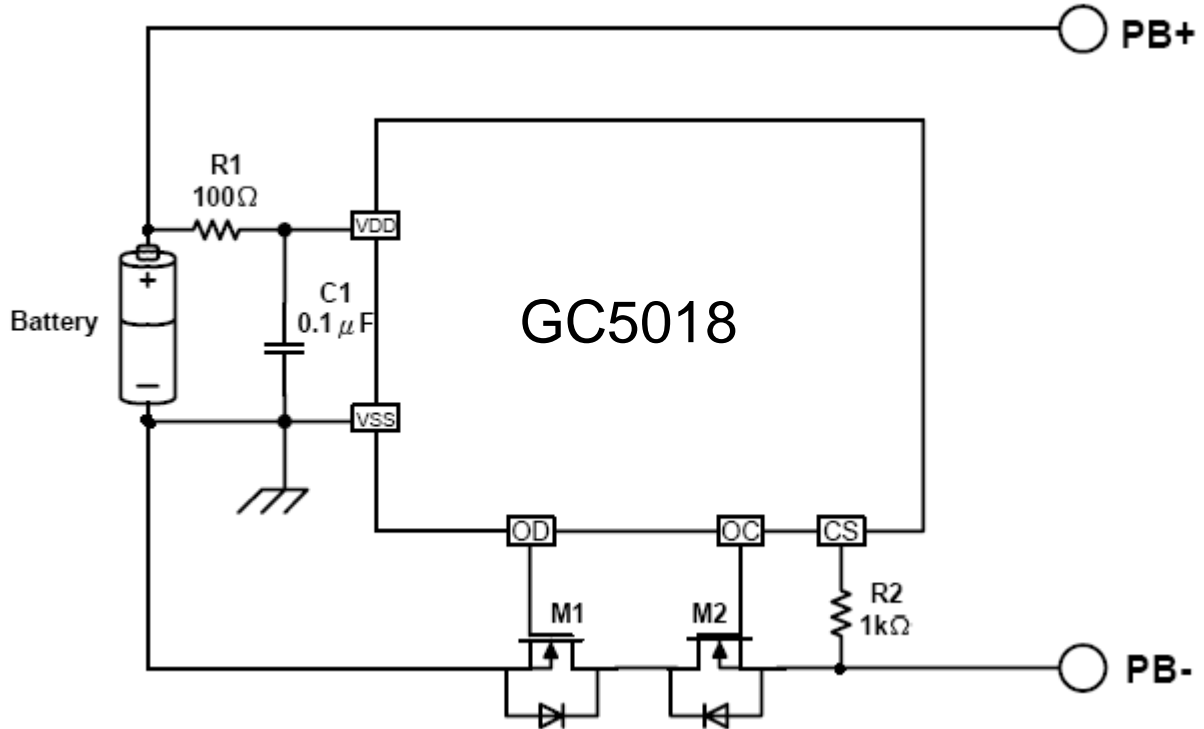 PB+
R1
100Ω
VDD
+
Battery
C1
0.1μF
GC5018
−
VSS
OD
OC
CS
M1
M2
R2
1kΩ
PB-